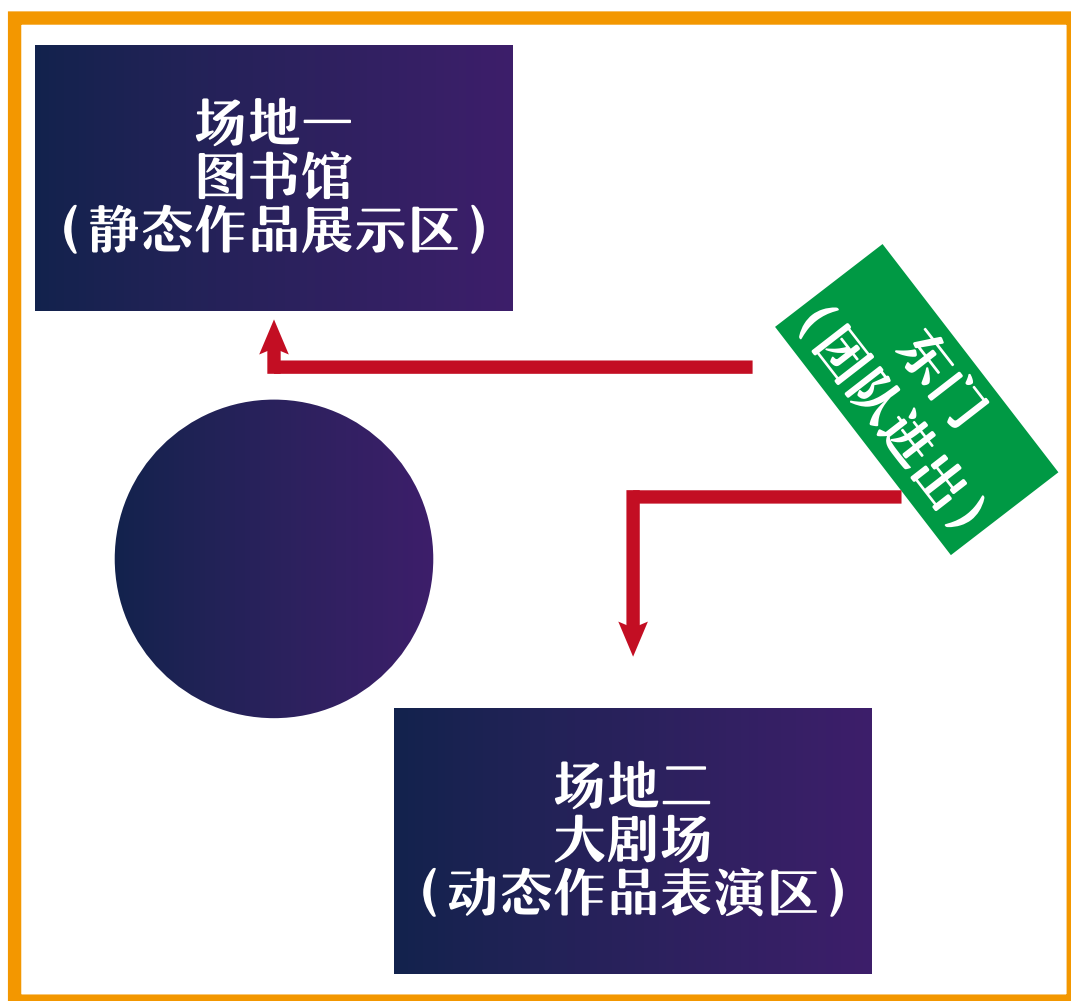 场地一
图书馆
（静态作品展示区）
东门
（团队进出）
场地二
大剧场
（动态作品表演区）